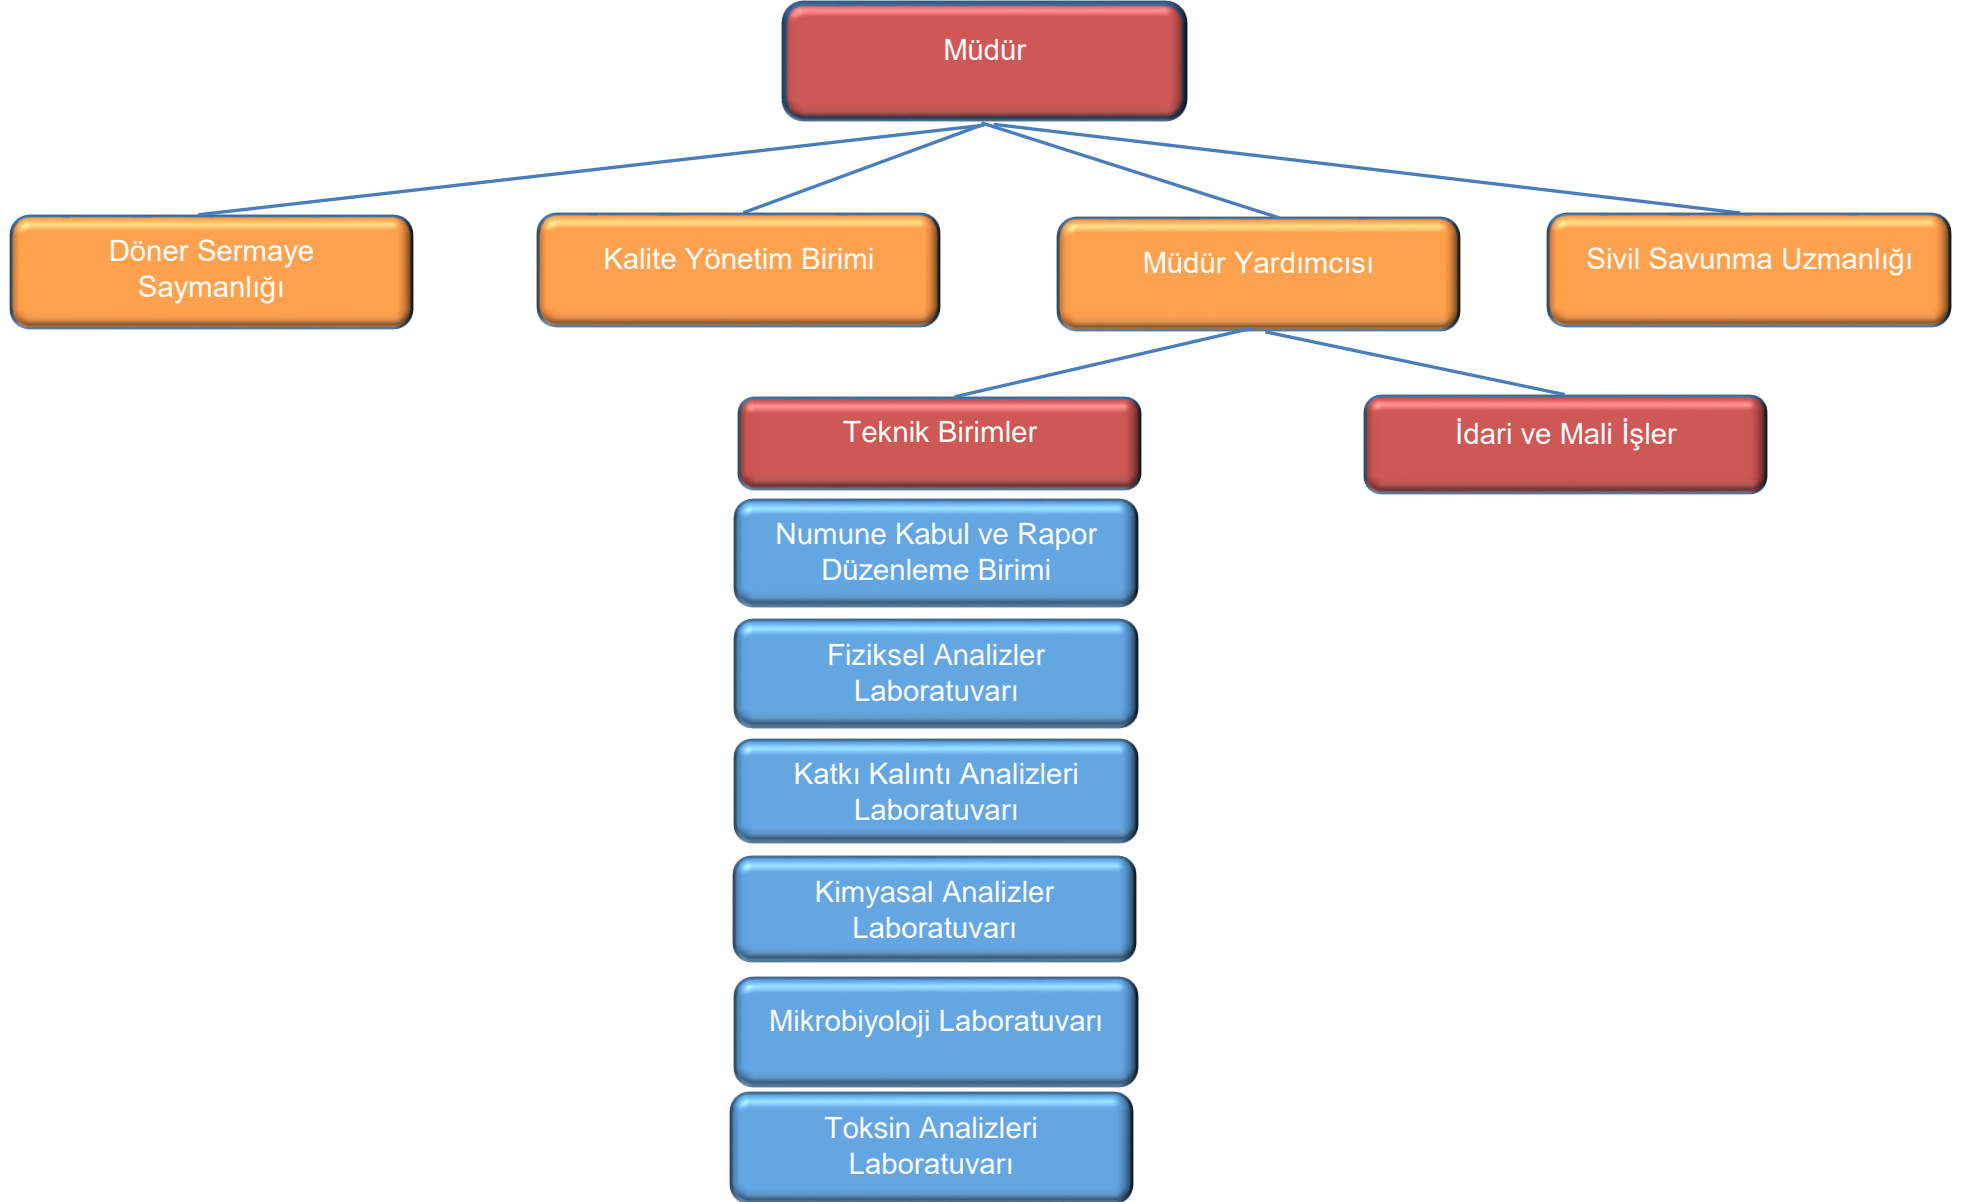 Müdür
Döner Sermaye
Saymanlığı
Kalite Yönetim Birimi
Müdür Yardımcısı
Sivil Savunma Uzmanlığı
Teknik Birimler
İdari ve Mali İşler
Numune Kabul ve Rapor
Düzenleme Birimi
Fiziksel Analizler
Laboratuvarı
Katkı Kalıntı Analizleri
Laboratuvarı
Kimyasal Analizler
Laboratuvarı
Mikrobiyoloji Laboratuvarı
Toksin Analizleri
Laboratuvarı